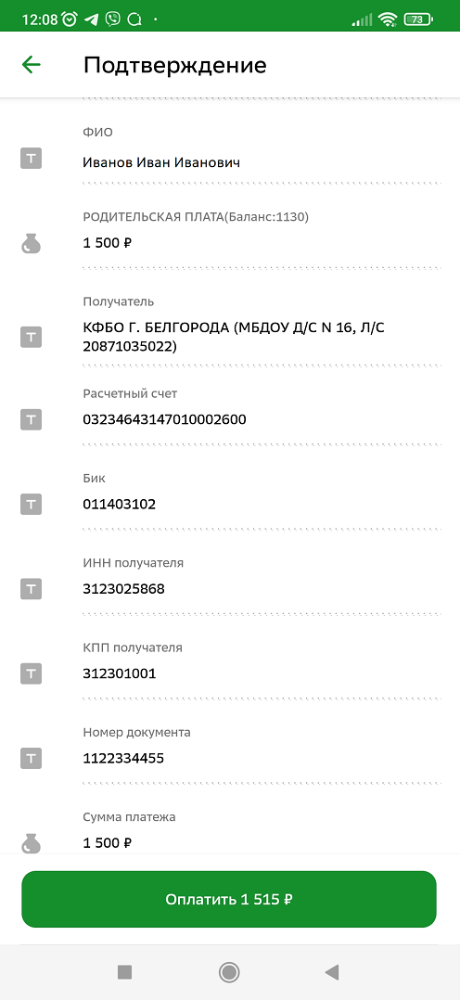 12:08
73
Подтверждение
ФИО
T
Иванов Иван Иванович
РОДИТЕЛЬСКАЯ ПЛАТА(Баланс:1130)
1 500 ₽
Получатель
T
КФБО Г. БЕЛГОРОДА (МБДОУ Д/С N 16, Л/С
20871035022)
Расчетный счет
T
03234643147010002600
Бик
T
011403102
ИНН получателя
T
3123025868
КПП получателя
T
312301001
Номер документа
T
1122334455
Сумма платежа
1 500 ₽
Оплатить 1 515 ₽